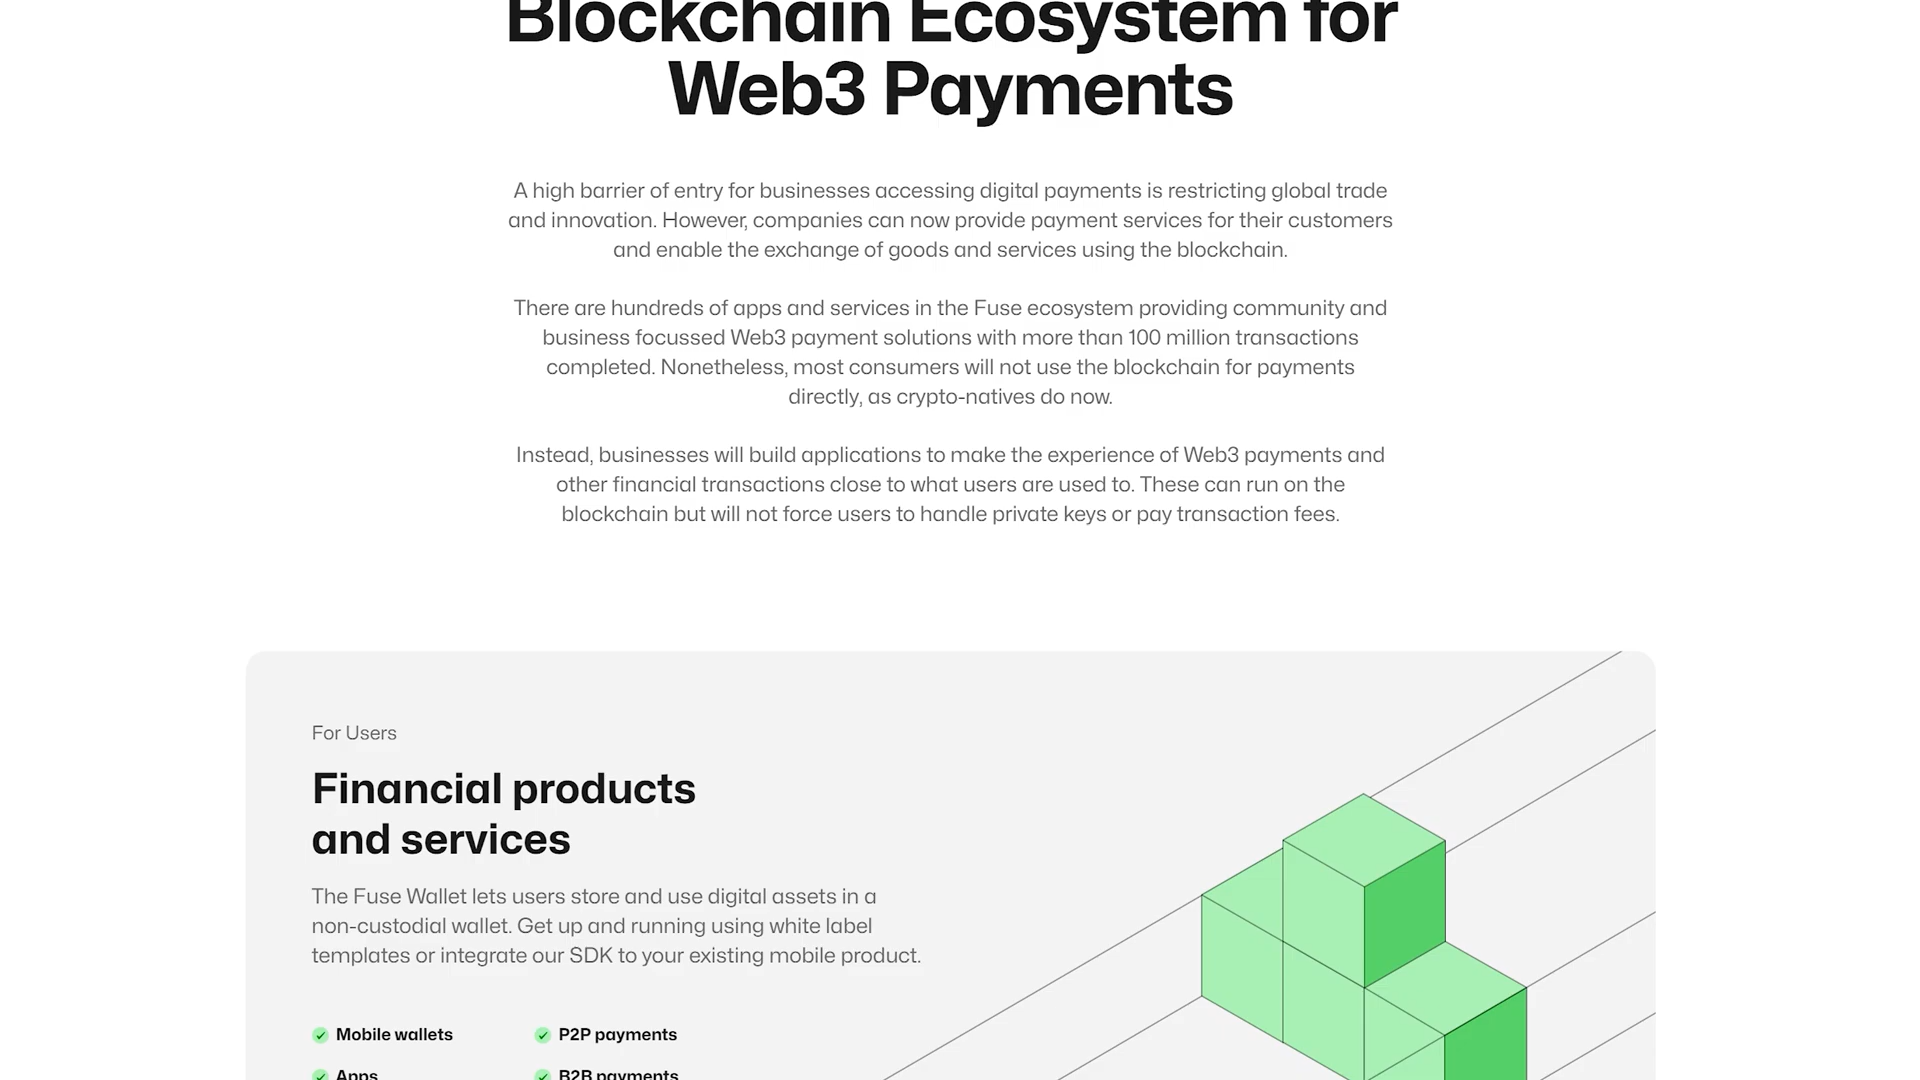 Blockchain Ecosystem for
Web3 Payments
A high barrier of entry for businesses accessing digital payments is restricting global trade
and innovation. However, companies can now provide payment services for their customers
and enable the exchange of goods and services using the blockchain.
There are hundreds of apps and services in the Fuse ecosystem providing community and
business focussed Web3 payment solutions with more than 100 million transactions
completed. Nonetheless, most consumers will not use the blockchain for payments
directly, as crypto-natives do now.
Instead, businesses will build applications to make the experience of Web3 payments and
other financial transactions close to what users are used to. These can run on the
blockchain but will not force users to handle private keys or pay transaction fees.
For Users
Financial products
and services
The Fuse Wallet lets users store and use digital assets in a
non-custodial wallet. Get up and running using white label
templates or integrate our SDK to your existing mobile product.
Mobile wallets
P2P payments
Apps
B2B payments